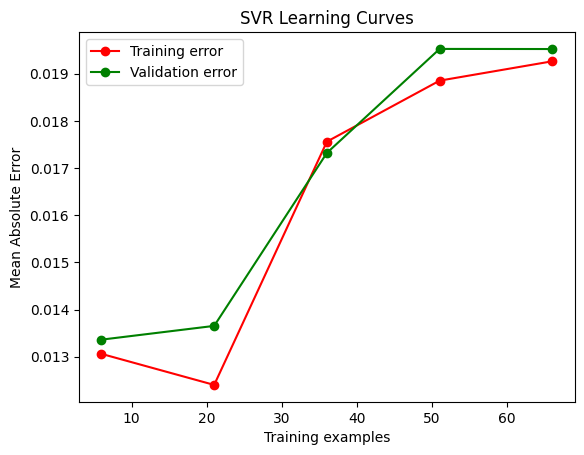 SVR Learning Curves
Training error
Validation error
Mean Absolute Error
0.019
0.018
0.017
0.016
0.015
0.014
0.013
10 20 30 40 50 60
Training examples